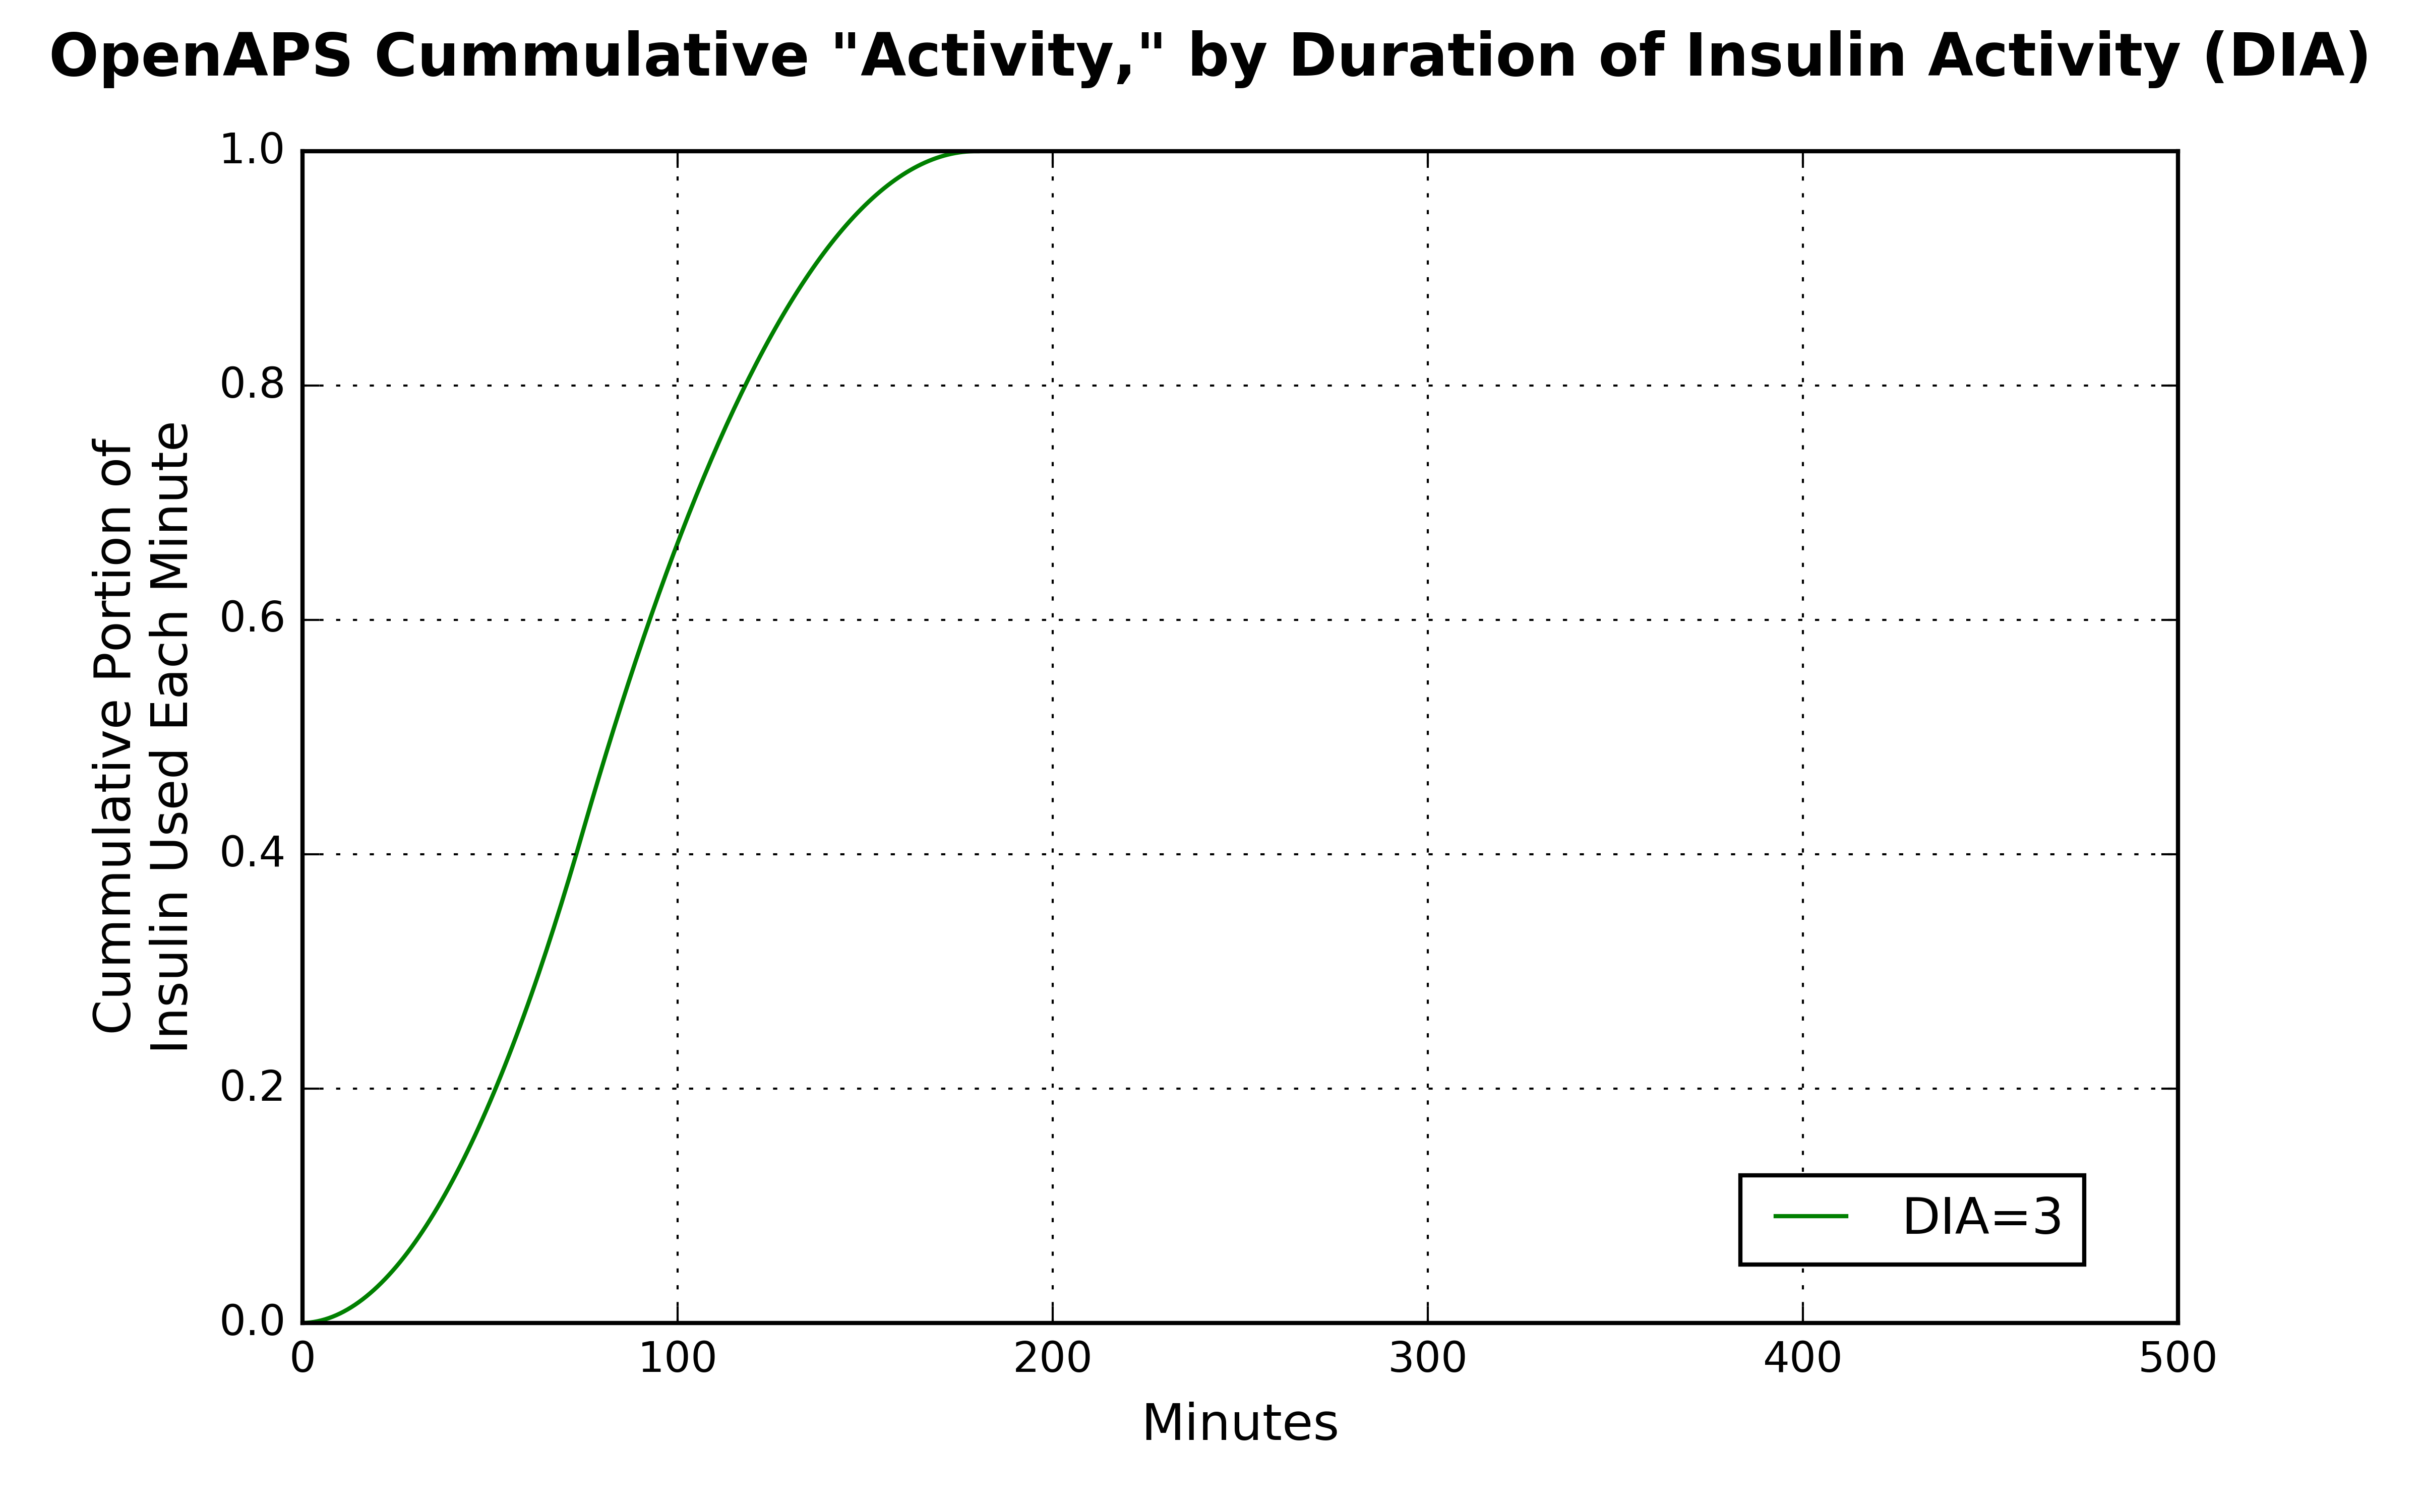 OpenAPS Cummulative "Activity," by Duration of Insulin Activity (DIA)
Cummulative Portion of
Insulin Used Each Minute
1.0
0.8
0.6
0.4
0.2
0.0
0
100
200
300
400
500
Minutes
DIA=3